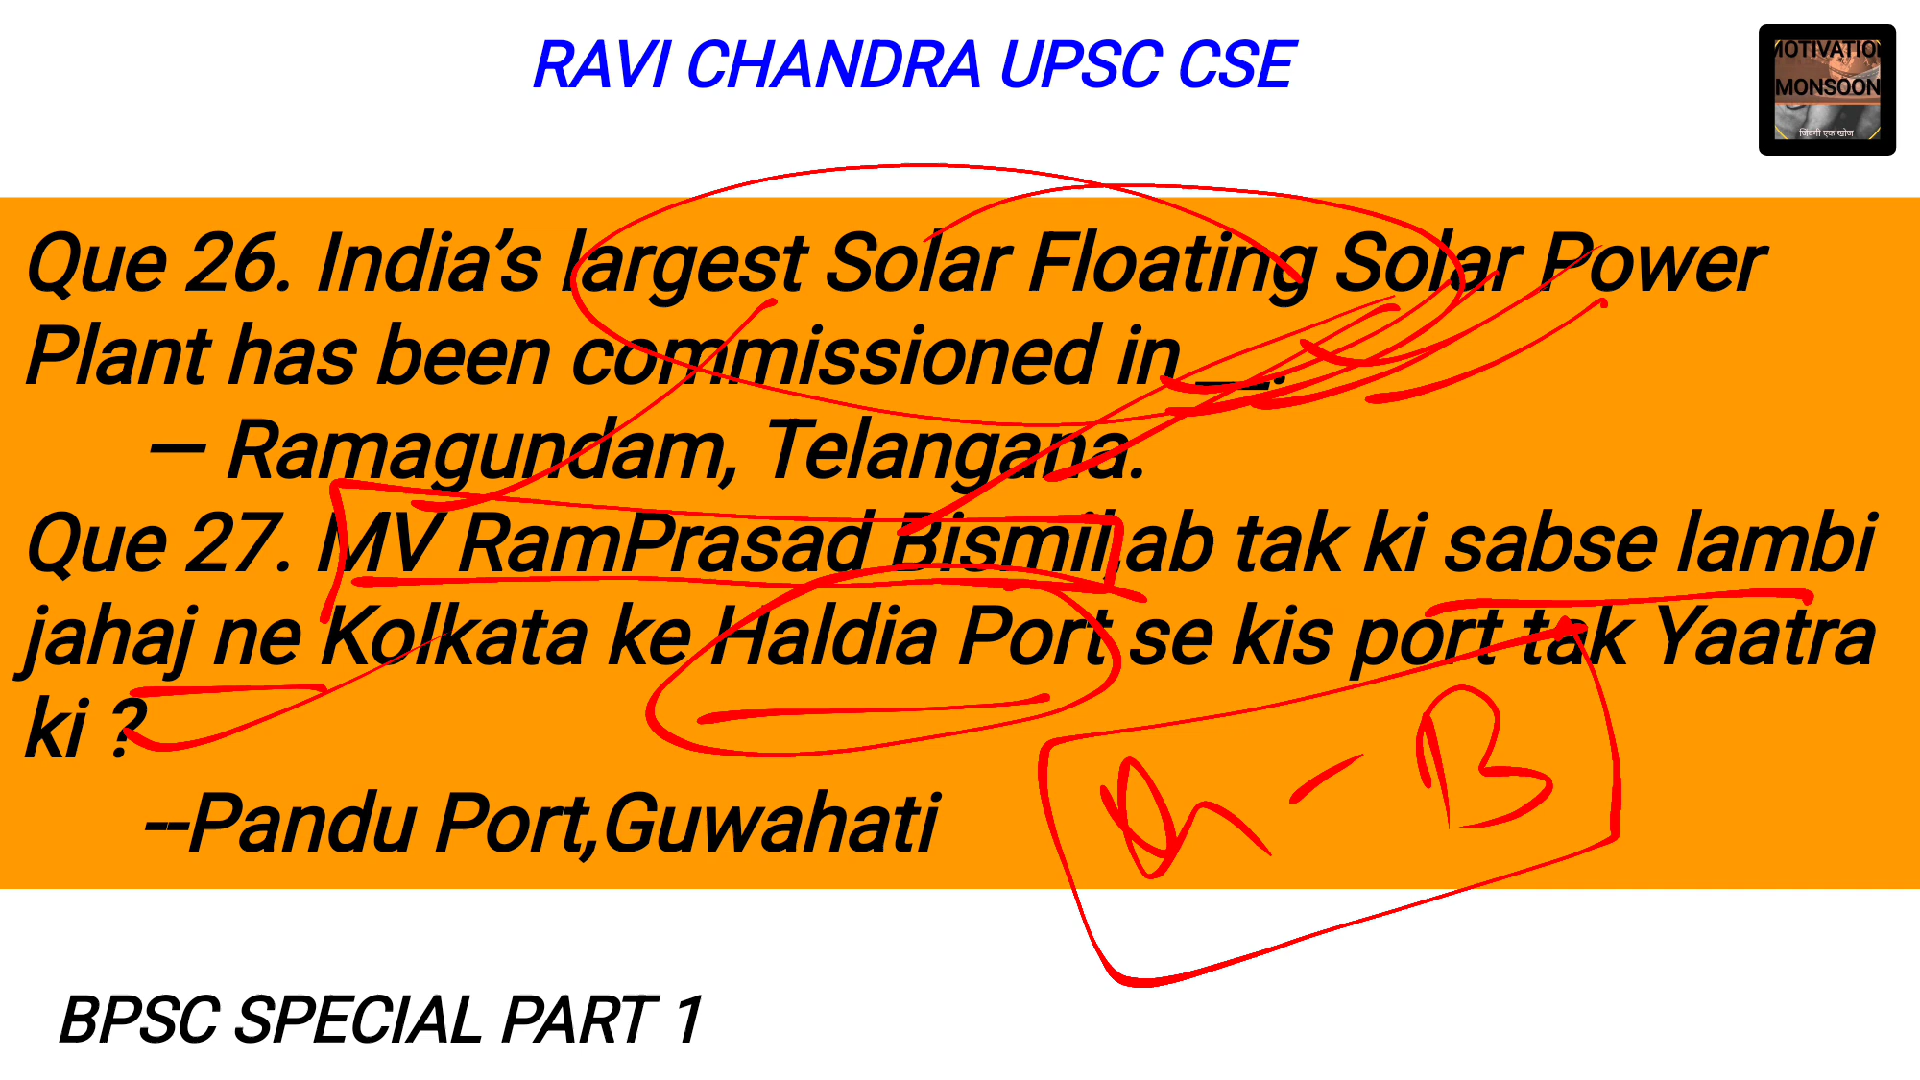 RAVI CHANDRA UPSC CSE
MOTIVATION
MONSOON
जिंदगी एक खोज
Que 26. India’s largest Solar Floating Solar Power
Plant has been commissioned in __.
— Ramagundam, Telangana.
Que 27. MV RamPrasad Bismil,ab tak ki sabse lambi
jahaj ne Kolkata ke Haldia Port se kis port tak Yaatra
ki ?
--Pandu Port,Guwahati
BPSC SPECIAL PART 1